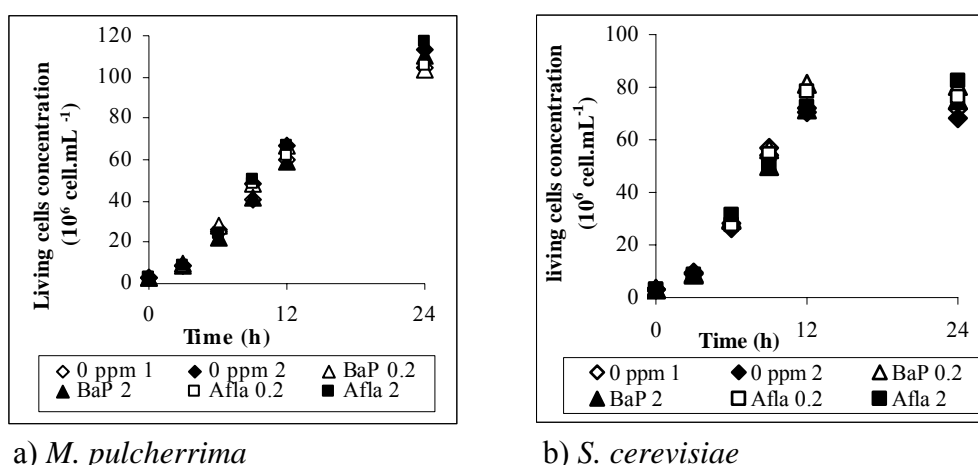 Living cells concentration
(10⁶ cell.mL⁻¹)
120
100
80
60
40
20
0
0 12 24
Time (h)
0 ppm 1 0 ppm 2 BaP 0.2
BaP 2 Afla 0.2 Afla 2
a) M. pulcherrima
living cells concentration
(10⁶ cell.mL⁻¹)
100
80
60
40
20
0
0 12 24
Time (h)
0 ppm 1 0 ppm 2 BaP 0.2
BaP 2 Afla 0.2 Afla 2
b) S. cerevisiae